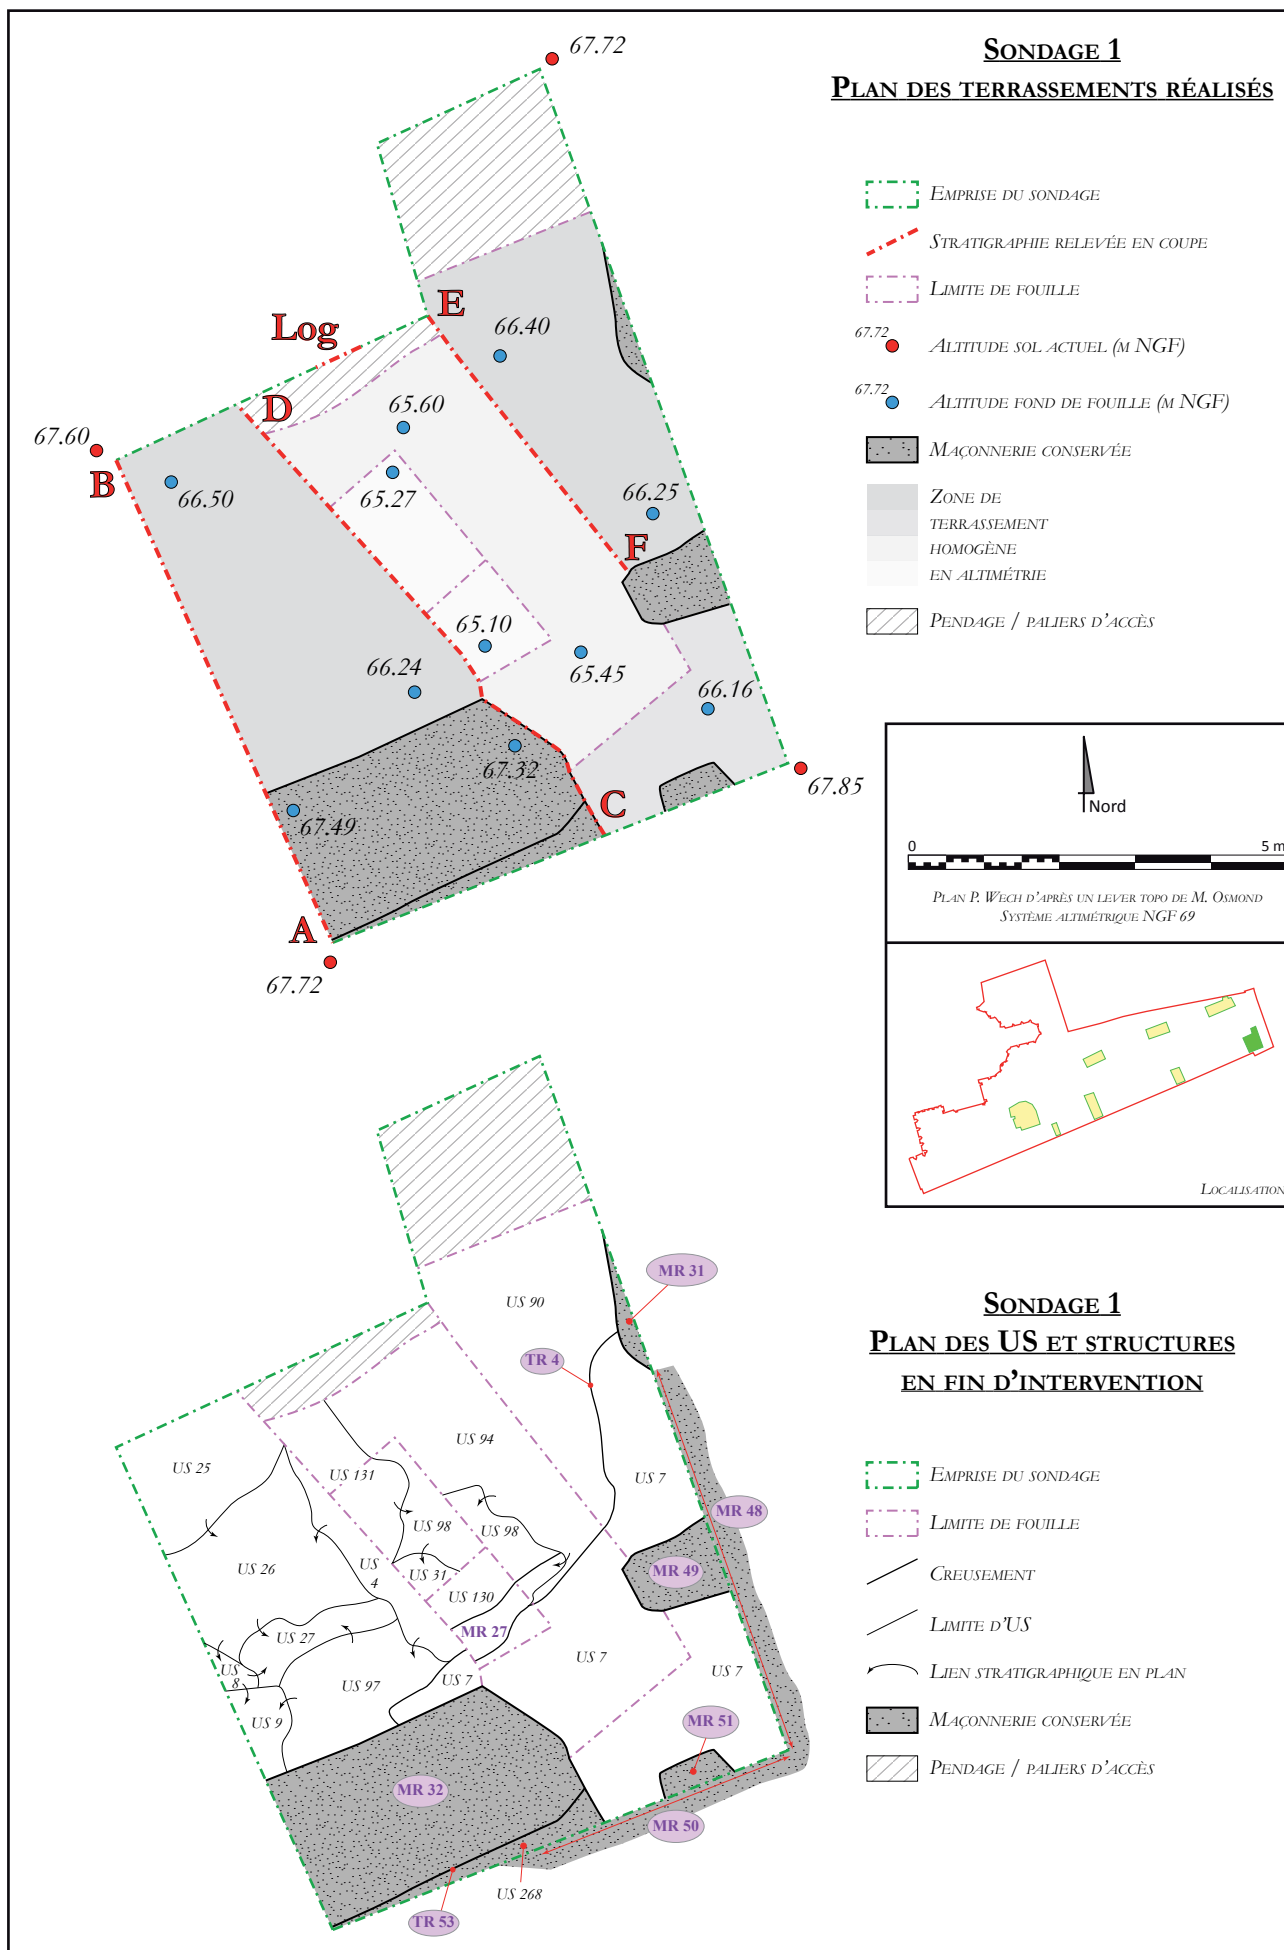 SONDAGE 1
PLAN DES TERRASSEMENTS RÉALISÉS
67.72
EMPRISE DU SONDAGE
STRATIGRAPHIE RELEVÉE EN COUPE
LIMITE DE FOUILLE
67.72
ALTITUDE SOL ACTUEL (M NGF)
67.72
ALTITUDE FOND DE FOUILLE (M NGF)
MAÇONNERIE CONSERVÉE
ZONE DE
TERRASSEMENT
HOMOGÈNE
EN ALTIMÉTRIE
PENDAGE / PALIERS D'ACCÈS
E
Log
66.40
D
65.60
67.60
B
66.50
65.27
66.25
F
65.10
65.45
66.24
66.16
67.32
67.85
67.49
C
A
67.72
Nord
0
5 m
PLAN P. WECH D'APRÈS UN LEVER TOPO DE M. OSMOND
SYSTÈME ALTIMÉTRIQUE NGF 69
LOCALISATION
SONDAGE 1
PLAN DES US ET STRUCTURES
EN FIN D'INTERVENTION
EMPRISE DU SONDAGE
LIMITE DE FOUILLE
CREUSEMENT
LIMITE D'US
LIEN STRATIGRAPHIQUE EN PLAN
MAÇONNERIE CONSERVÉE
PENDAGE / PALIERS D'ACCÈS
MR 31
US 90
TR 4
US 94
US 25
US 131
US 7
MR 48
US 98
US 98
US 26
US
4
US 31
MR 49
US 130
US 27
MR 27
US 7
US
8
US 97
US 7
US 7
US 9
MR 51
MR 32
MR 50
US 268
TR 53